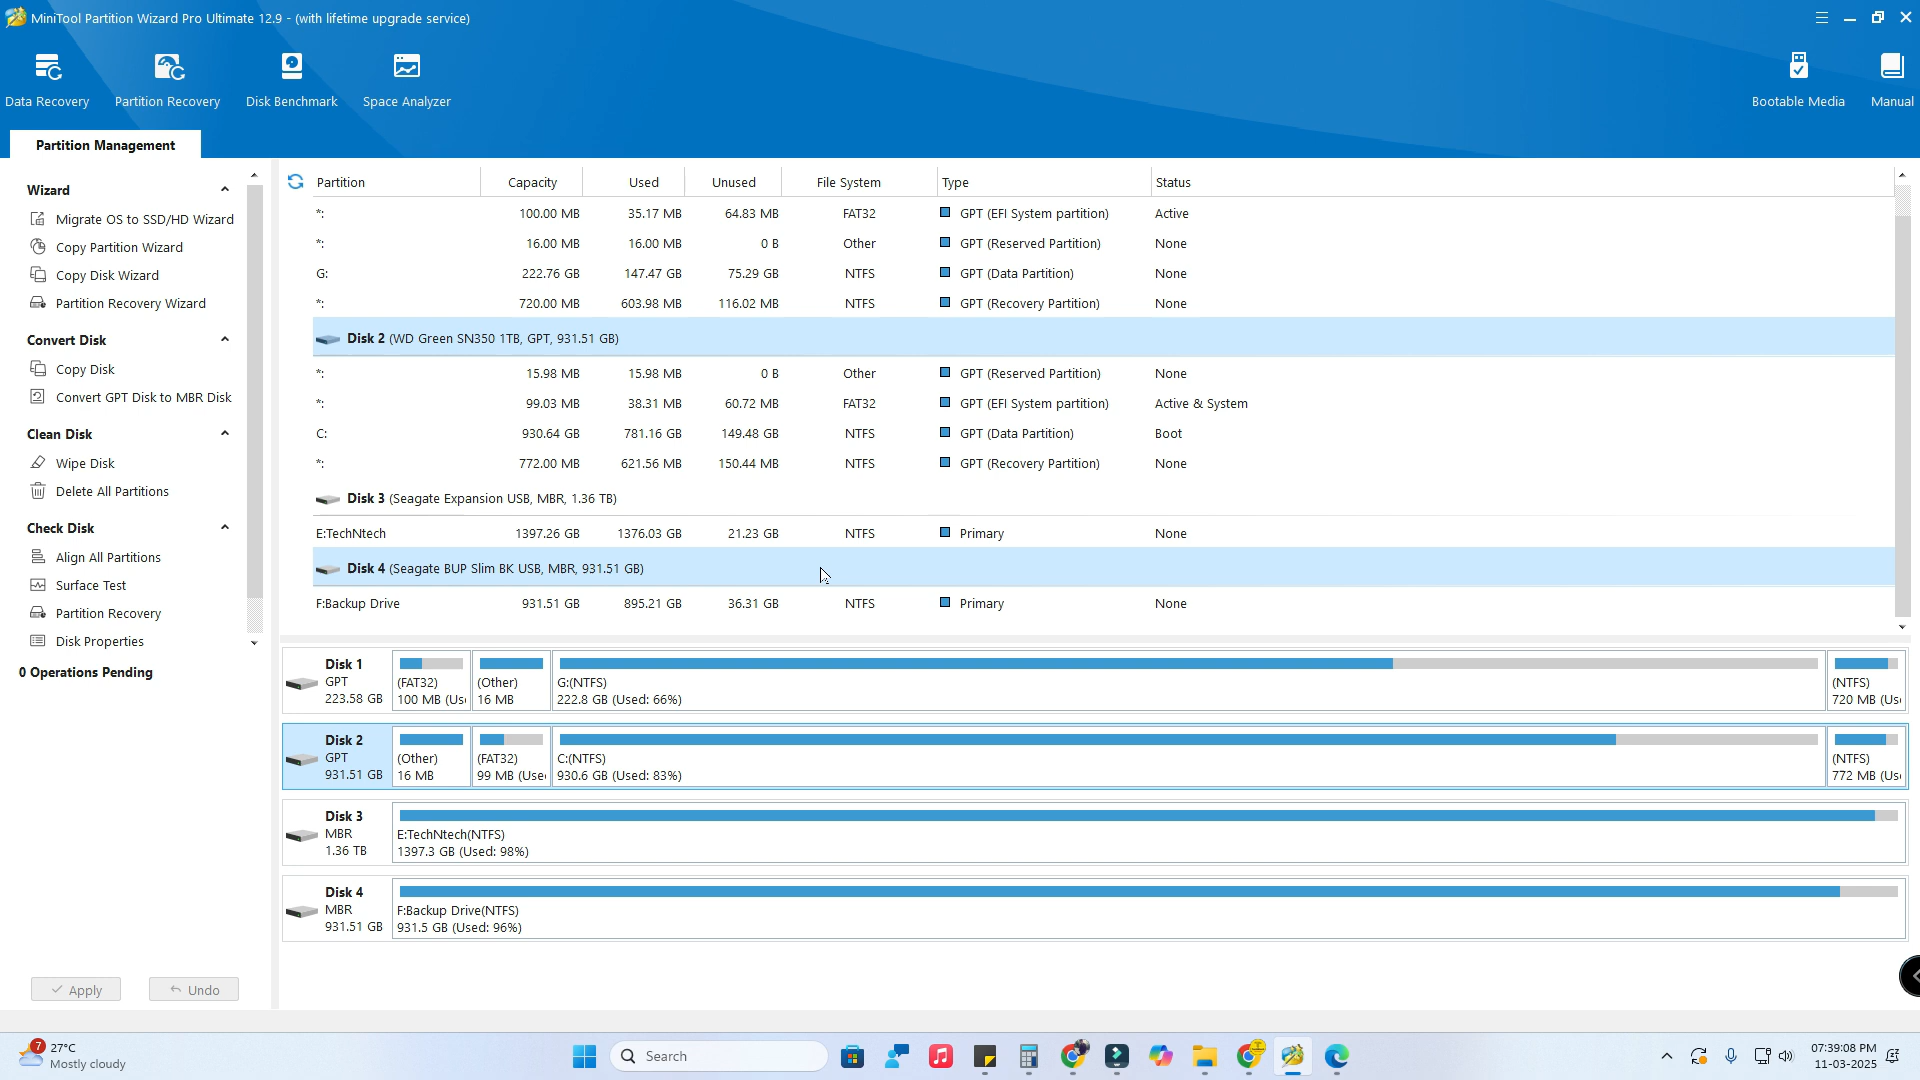 MiniTool Partition Wizard Pro Ultimate 12.9 - (with lifetime upgrade service)
Data Recovery
Partition Recovery
Disk Benchmark
Space Analyzer
Bootable Media
Manual
Partition Management
Wizard
Migrate OS to SSD/HD Wizard
Copy Partition Wizard
Copy Disk Wizard
Partition Recovery Wizard
Convert Disk
Copy Disk
Convert GPT Disk to MBR Disk
Clean Disk
Wipe Disk
Delete All Partitions
Check Disk
Align All Partitions
Surface Test
Partition Recovery
Disk Properties
0 Operations Pending
Apply
Undo
Partition Capacity Used Unused File System Type Status
*: 100.00 MB 35.17 MB 64.83 MB FAT32 GPT (EFI System partition) Active
*: 16.00 MB 16.00 MB 0 B Other GPT (Reserved Partition) None
G: 222.76 GB 147.47 GB 75.29 GB NTFS GPT (Data Partition) None
*: 720.00 MB 603.98 MB 116.02 MB NTFS GPT (Recovery Partition) None
Disk 2 (WD Green SN350 1TB, GPT, 931.51 GB)
*: 15.98 MB 15.98 MB 0 B Other GPT (Reserved Partition) None
*: 99.03 MB 38.31 MB 60.72 MB FAT32 GPT (EFI System partition) Active & System
C: 930.64 GB 781.16 GB 149.48 GB NTFS GPT (Data Partition) Boot
*: 772.00 MB 621.56 MB 150.44 MB NTFS GPT (Recovery Partition) None
Disk 3 (Seagate Expansion USB, MBR, 1.36 TB)
E:TechNtech 1397.26 GB 1376.03 GB 21.23 GB NTFS Primary None
Disk 4 (Seagate BUP Slim BK USB, MBR, 931.51 GB)
F:Backup Drive 931.51 GB 895.21 GB 36.31 GB NTFS Primary None
Disk 1
GPT
223.58 GB
(FAT32)
100 MB (Us
(Other)
16 MB
G:(NTFS)
222.8 GB (Used: 66%)
(NTFS)
720 MB (Us
Disk 2
GPT
931.51 GB
(Other)
16 MB
(FAT32)
99 MB (Use
C:(NTFS)
930.6 GB (Used: 83%)
(NTFS)
772 MB (Us
Disk 3
MBR
1.36 TB
E:TechNtech(NTFS)
1397.3 GB (Used: 98%)
Disk 4
MBR
931.51 GB
F:Backup Drive(NTFS)
931.5 GB (Used: 96%)
7
27°C
Mostly cloudy
Search
07:39:08 PM
11-03-2025